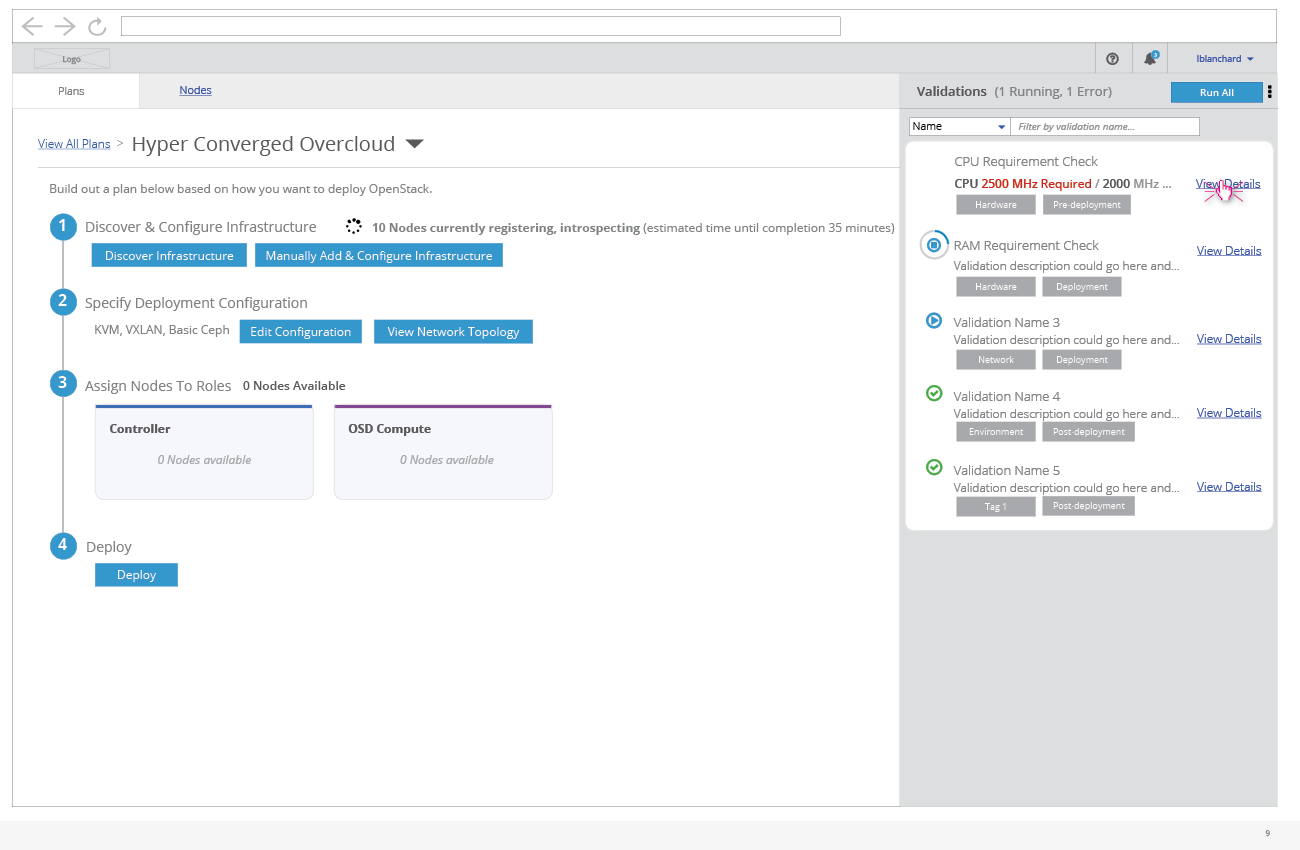 Logo
lblanchard
Plans
Nodes
Validations (1 Running, 1 Error)
Run All
Name
Filter by validation name...
View All Plans > Hyper Converged Overcloud
Build out a plan below based on how you want to deploy OpenStack.
1 Discover & Configure Infrastructure
10 Nodes currently registering, introspecting (estimated time until completion 35 minutes)
Discover Infrastructure
Manually Add & Configure Infrastructure
2 Specify Deployment Configuration
KVM, VXLAN, Basic Ceph
Edit Configuration
View Network Topology
3 Assign Nodes To Roles 0 Nodes Available
Controller
0 Nodes available
OSD Compute
0 Nodes available
4 Deploy
Deploy
CPU Requirement Check
CPU 2500 MHz Required / 2000 MHz ...
View Details
Hardware
Pre-deployment
RAM Requirement Check
Validation description could go here and...
View Details
Hardware
Deployment
Validation Name 3
Validation description could go here and...
View Details
Network
Deployment
Validation Name 4
Validation description could go here and...
View Details
Environment
Post-deployment
Validation Name 5
Validation description could go here and...
View Details
Tag 1
Post-deployment
9